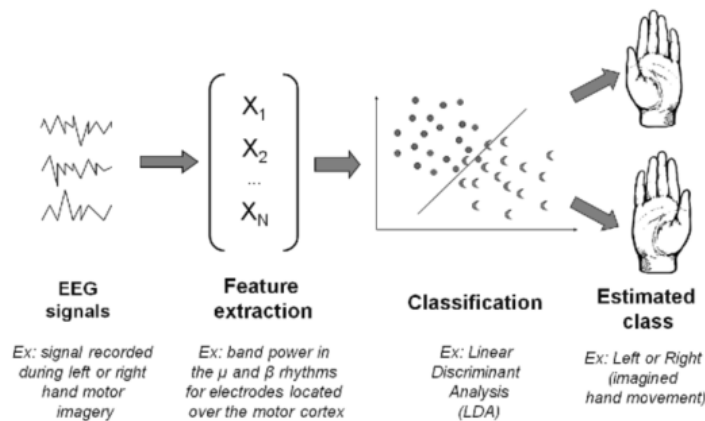 X1
X2
...
XN
EEG
signals
Ex: signal recorded
during left or right
hand motor
imagery
Feature
extraction
Ex: band power in
the μ and β rhythms
for electrodes located
over the motor cortex
Classification
Ex: Linear
Discriminant
Analysis
(LDA)
Estimated
class
Ex: Left or Right
(imagined
hand movement)